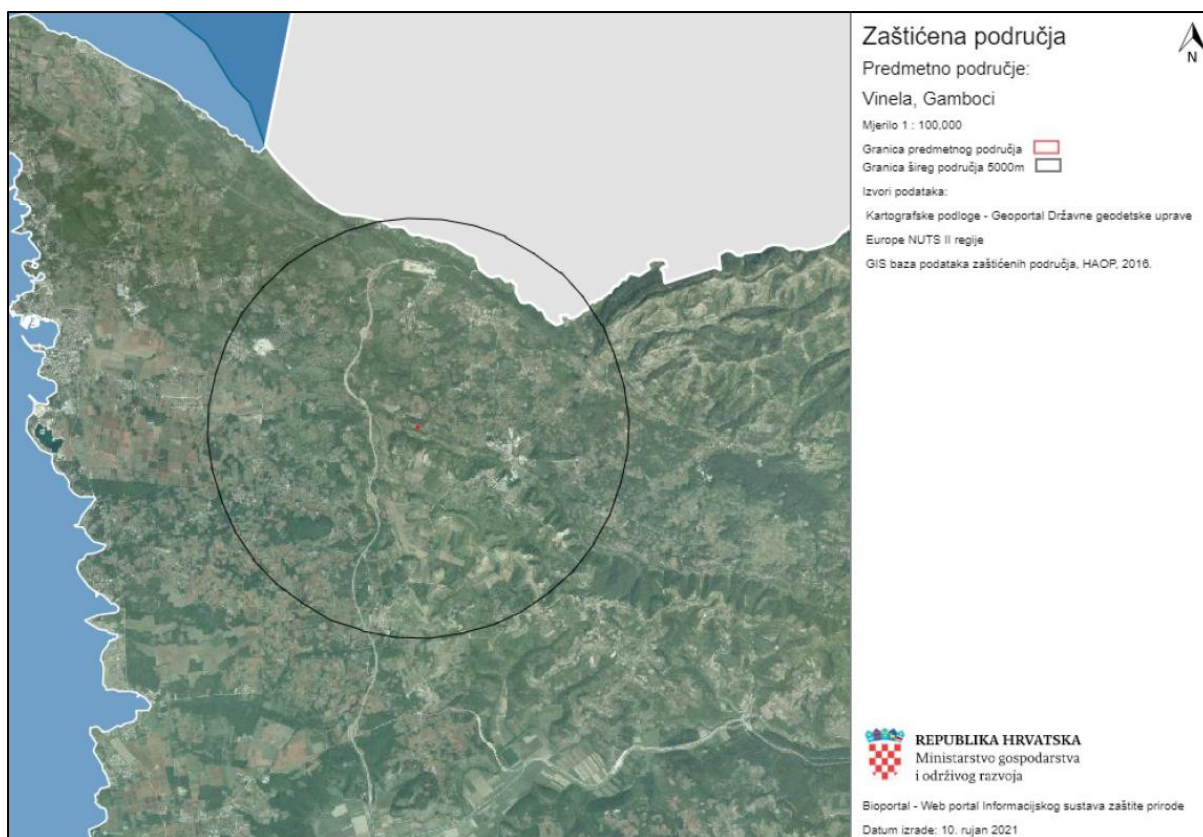 Zaštićena područja
N
Predmetno područje:
Vinela, Gamboci
Mjerilo 1 : 100,000
Granica predmetnog područja
Granica šireg područja 5000m
Izvori podataka:
Kartografske podloge - Geoportal Državne geodetske uprave
Europe NUTS II regije
GIS baza podataka zaštićenih područja, HAOP, 2016.
REPUBLIKA HRVATSKA
Ministarstvo gospodarstva
i održivog razvoja
Bioportal - Web portal Informacijskog sustava zaštite prirode
Datum izrade: 10. rujan 2021